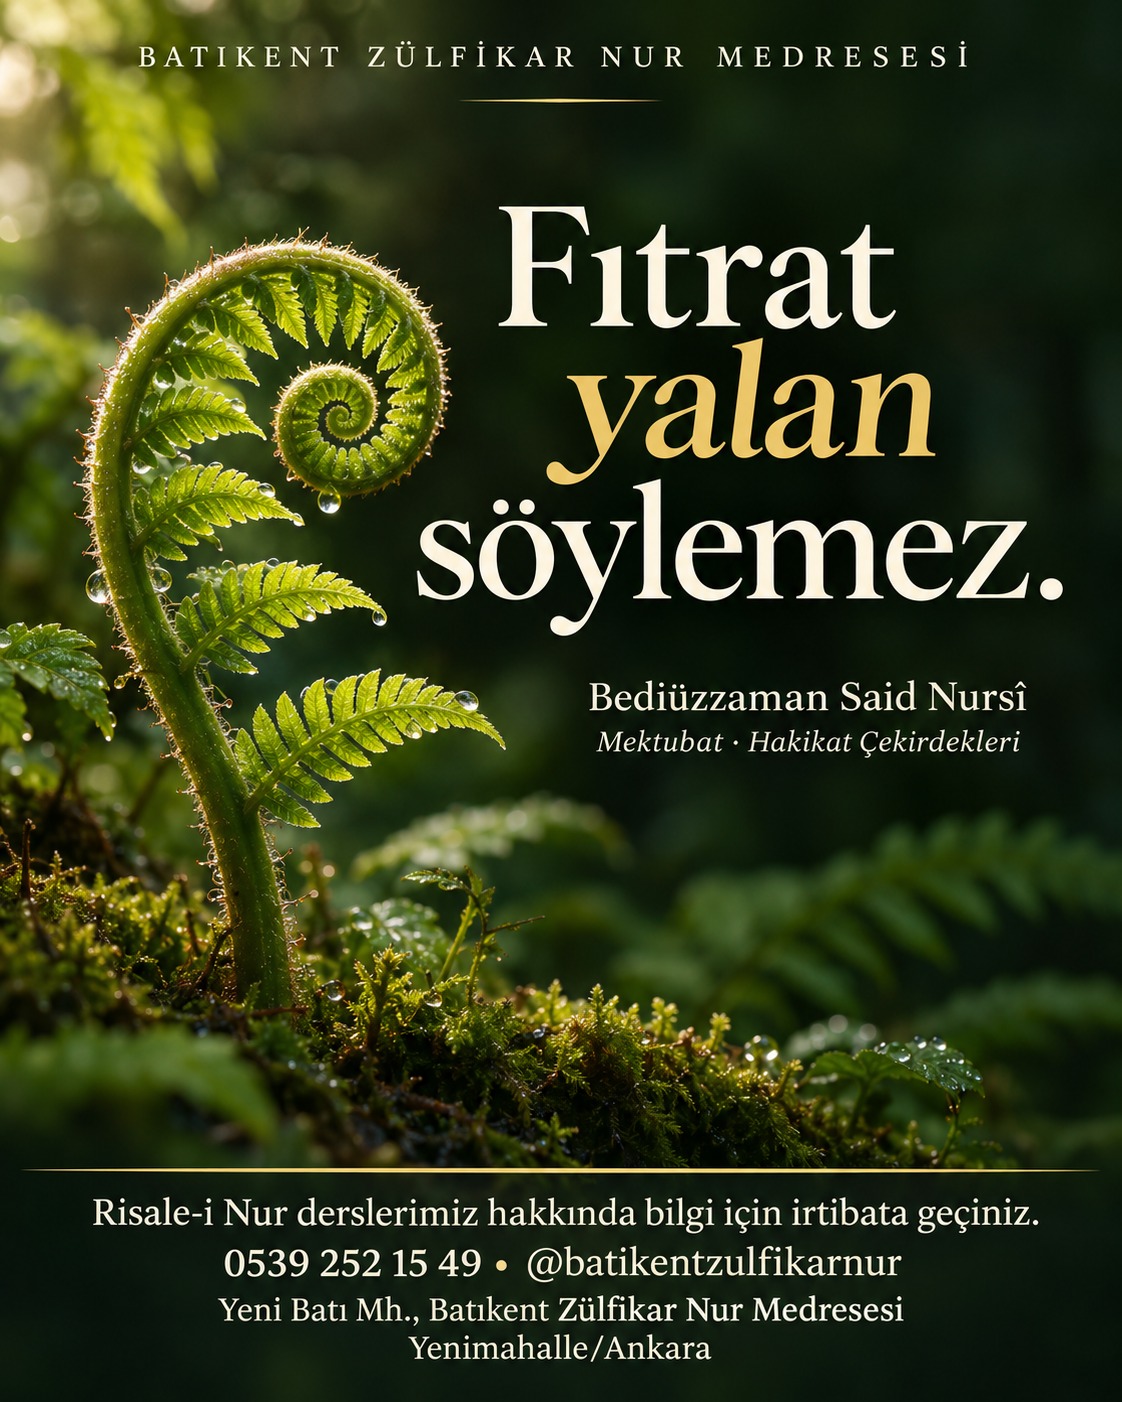 BATIKENT ZÜLFİKAR NUR MEDRESESİ
Fıtrat
yalan
söylemez.
Bediüzzaman Said Nursî
Mektubat · Hakikat Çekirdekleri
Risale-i Nur derslerimiz hakkında bilgi için irtibata geçiniz.
0539 252 15 49 • @batikentzulfikarnur
Yeni Batı Mh., Batıkent Zülfikar Nur Medresesi
Yenimahalle/Ankara